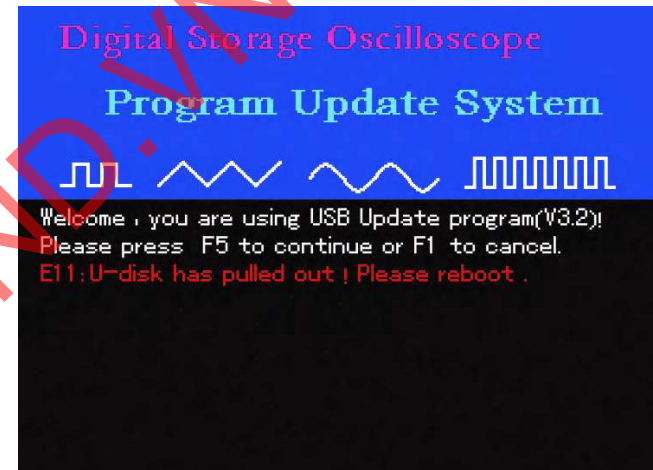 Digital Storage Oscilloscope
Program Update System
Welcome , you are using USB Update program(V3.2)!
Please press F5 to continue or F1 to cancel.
E11:U-disk has pulled out ! Please reboot .